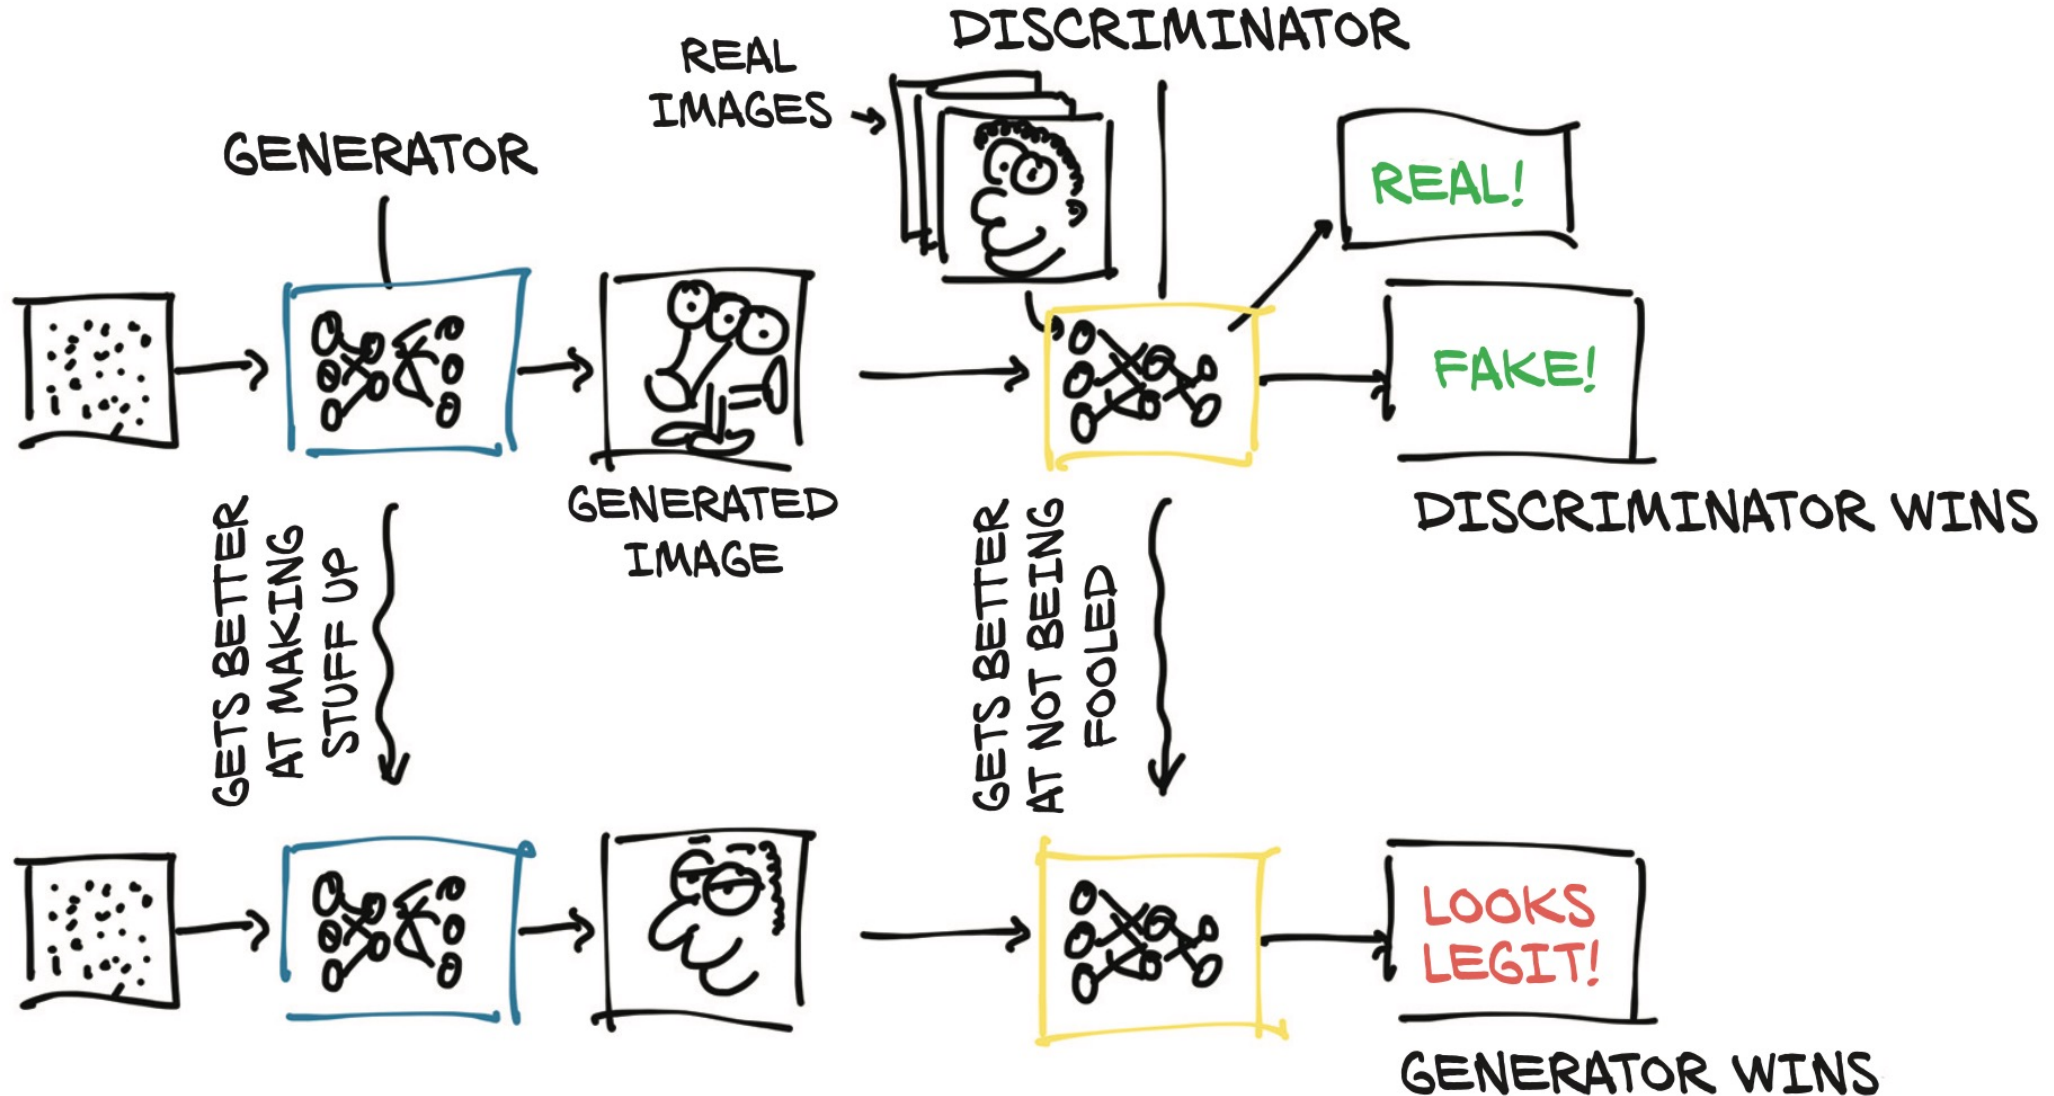 DISCRIMINATOR
REAL
IMAGES
GENERATOR
REAL!
FAKE!
GENERATED
IMAGE
DISCRIMINATOR WINS
GETS BETTER
AT MAKING
STUFF UP
GETS BETTER
AT NOT BEING
FOOLED
LOOKS
LEGIT!
GENERATOR WINS